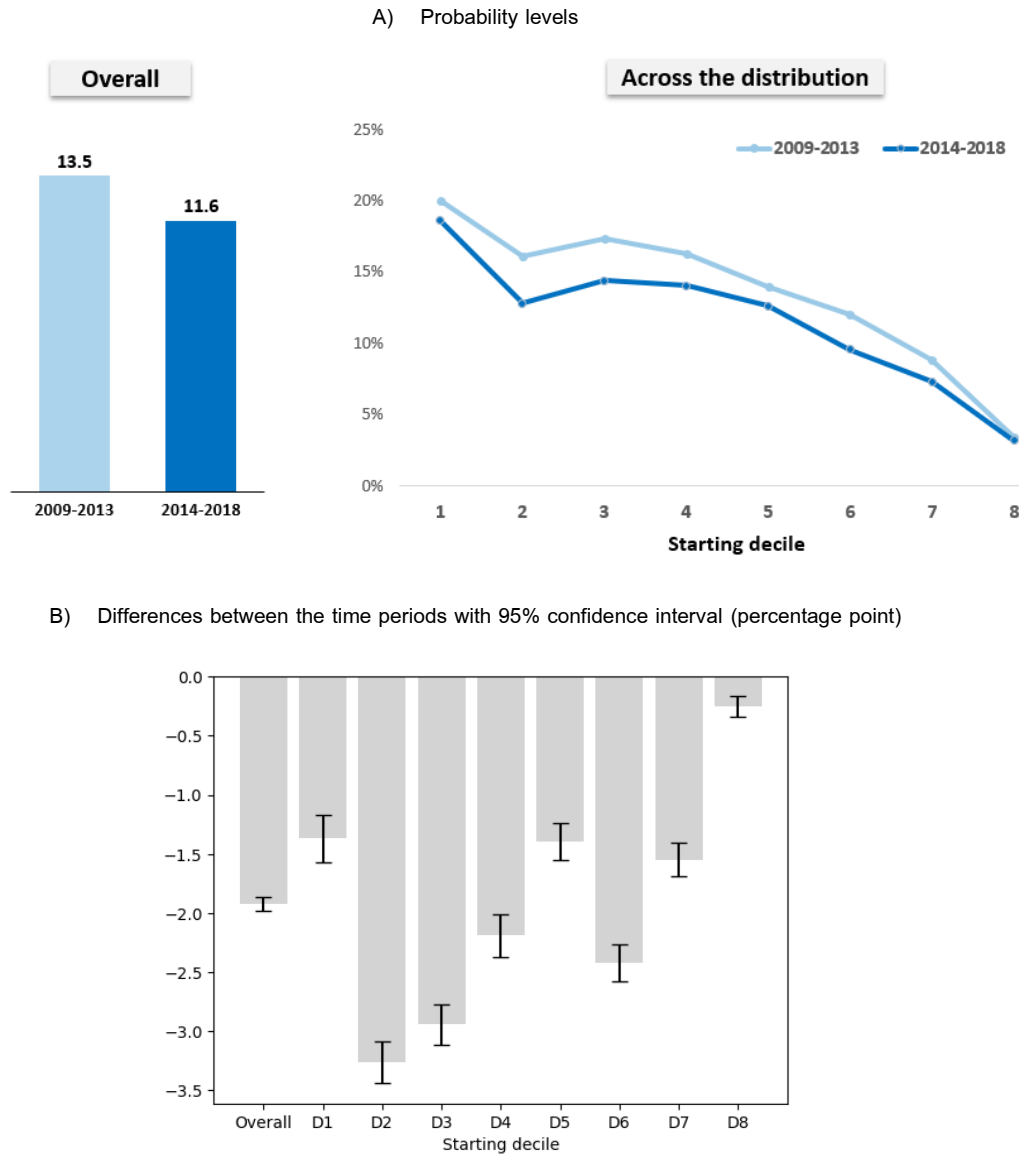 A) Probability levels
Overall
Across the distribution
13.5
11.6
2009-2013
2014-2018
25%
20%
15%
10%
5%
0%
2009-2013 2014-2018
1 2 3 4 5 6 7 8
Starting decile
B) Differences between the time periods with 95% confidence interval (percentage point)
0.0
−0.5
−1.0
−1.5
−2.0
−2.5
−3.0
−3.5
Overall D1 D2 D3 D4 D5 D6 D7 D8
Starting decile